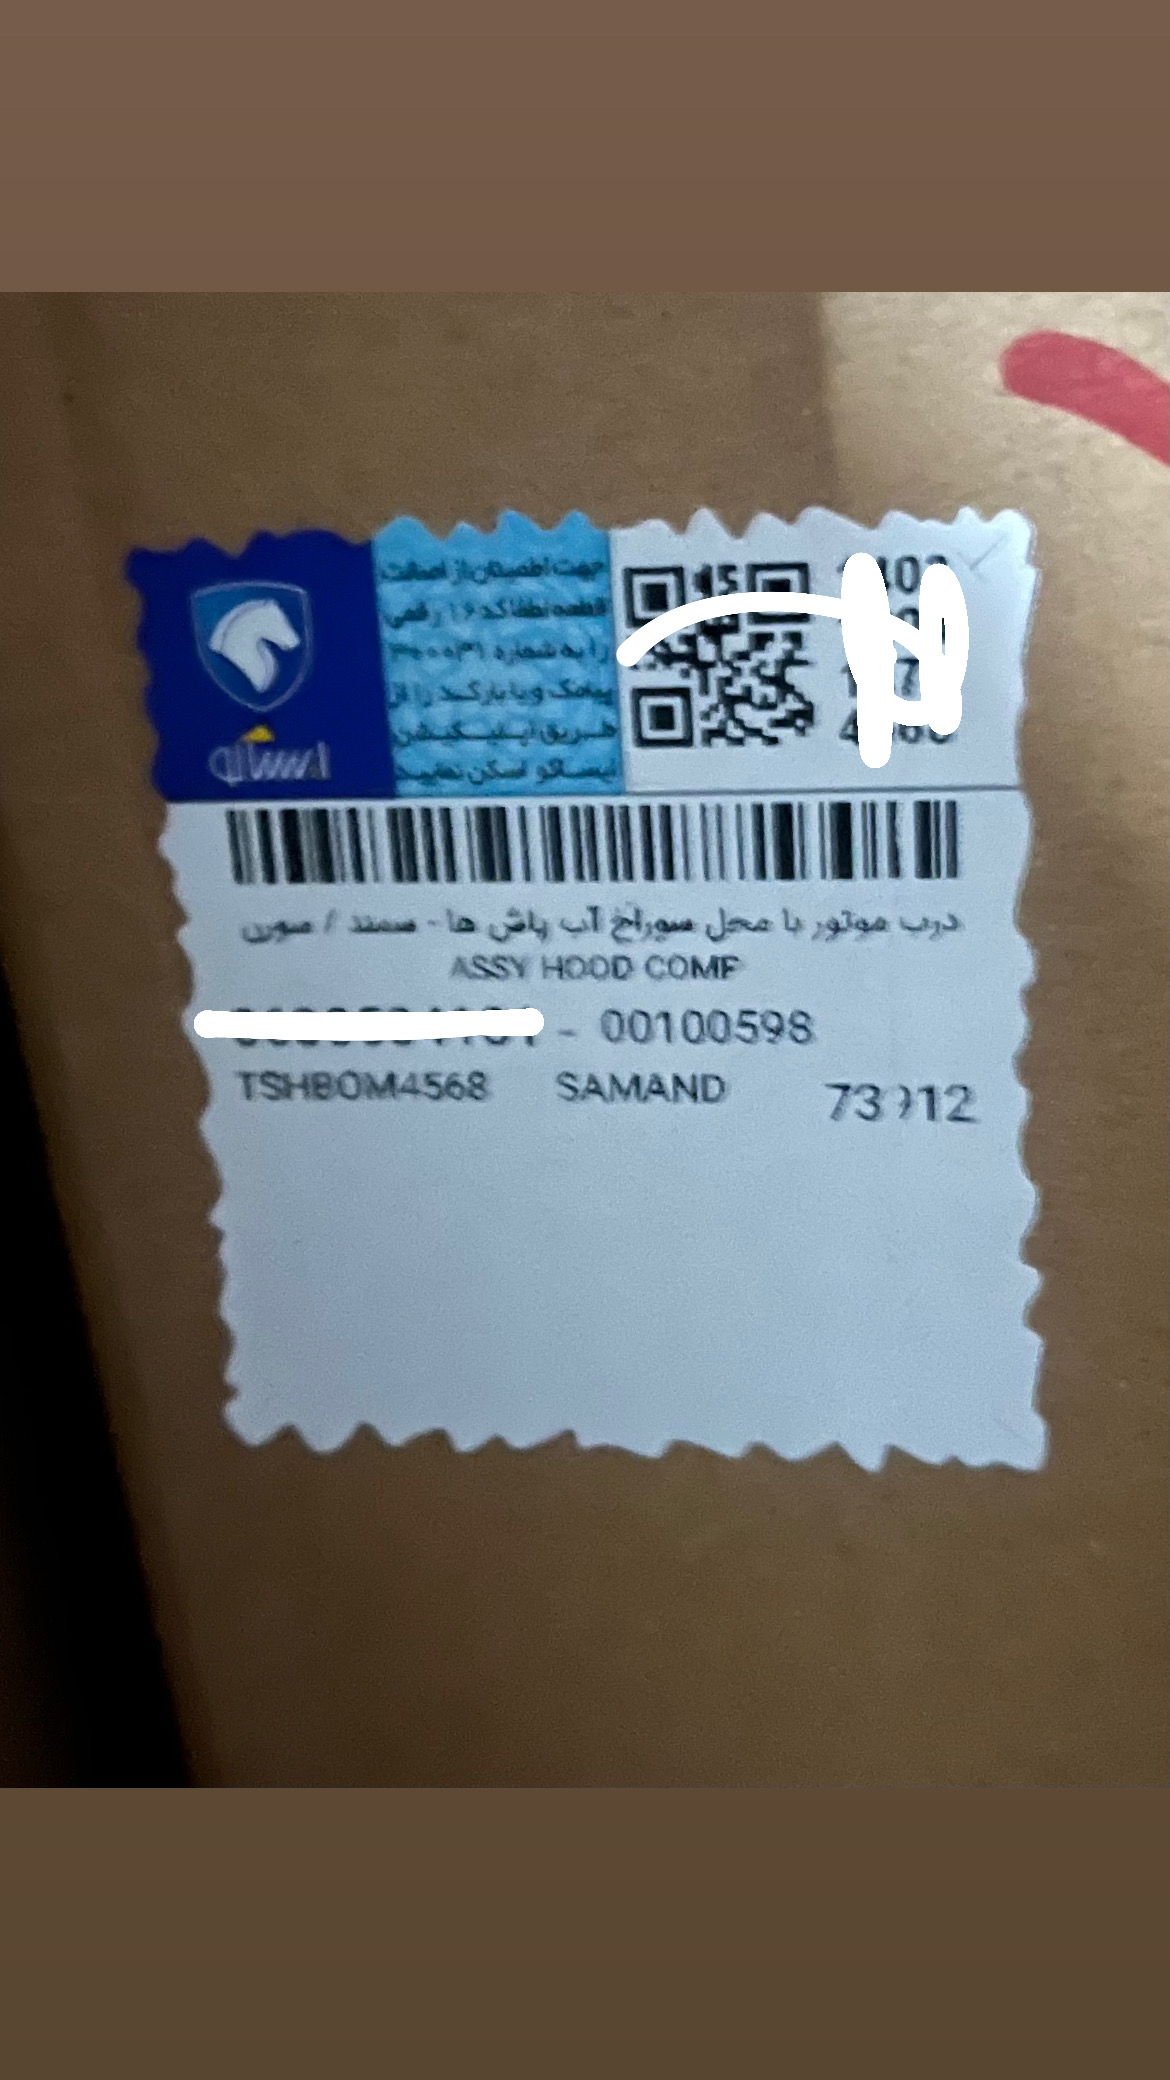 ایساکو
جهت اطمینان از اصالت
قطعه لطفا کد ۱۶ رقمی
را به شماره
پیامک و یا بارکد را از
طریق اپلیکیشن
ایساکو اسکن نمایید
درب موتور با محل سوراخ آب پاش ها - سمند / سورن
ASSY HOOD COMP
- 00100598
TSHBOM4568 SAMAND